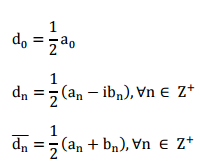 d₀ = 1/2 a₀
dₙ = 1/2 (aₙ − ibₙ), ∀n ∈ Z⁺
d̅ₙ̅ = 1/2 (aₙ + bₙ), ∀n ∈ Z⁺